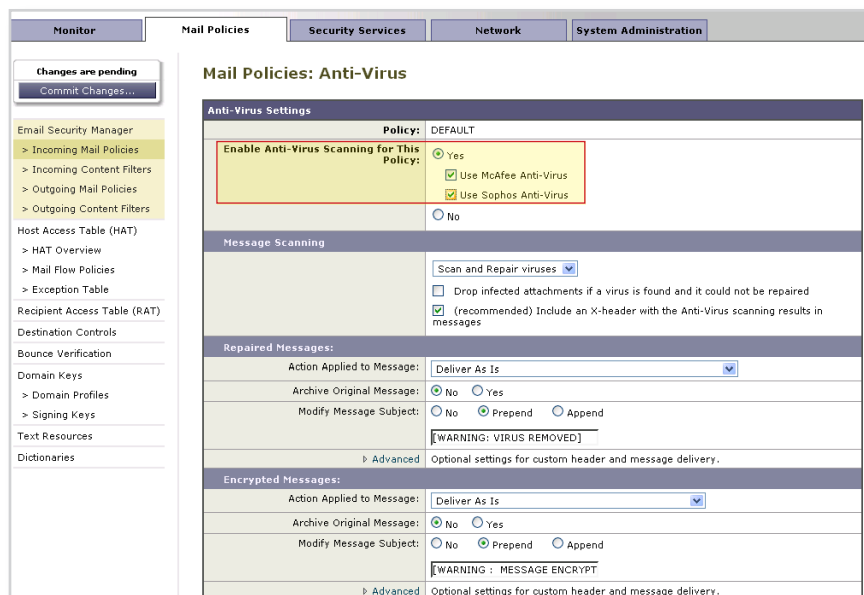 Monitor
Mail Policies
Security Services
Network
System Administration
Changes are pending
Commit Changes...
Email Security Manager
> Incoming Mail Policies
> Incoming Content Filters
> Outgoing Mail Policies
> Outgoing Content Filters
Host Access Table (HAT)
> HAT Overview
> Mail Flow Policies
> Exception Table
Recipient Access Table (RAT)
Destination Controls
Bounce Verification
Domain Keys
> Domain Profiles
> Signing Keys
Text Resources
Dictionaries
Mail Policies: Anti-Virus
Anti-Virus Settings
Policy: DEFAULT
Enable Anti-Virus Scanning for This
Policy:
Yes
Use McAfee Anti-Virus
Use Sophos Anti-Virus
No
Message Scanning
Scan and Repair viruses
Drop infected attachments if a virus is found and it could not be repaired
(recommended) Include an X-header with the Anti-Virus scanning results in
messages
Repaired Messages:
Action Applied to Message: Deliver As Is
Archive Original Message: No Yes
Modify Message Subject: No Prepend Append
[WARNING: VIRUS REMOVED]
Advanced Optional settings for custom header and message delivery.
Encrypted Messages:
Action Applied to Message: Deliver As Is
Archive Original Message: No Yes
Modify Message Subject: No Prepend Append
[WARNING : MESSAGE ENCRYPT
Advanced Optional settings for custom header and message delivery.